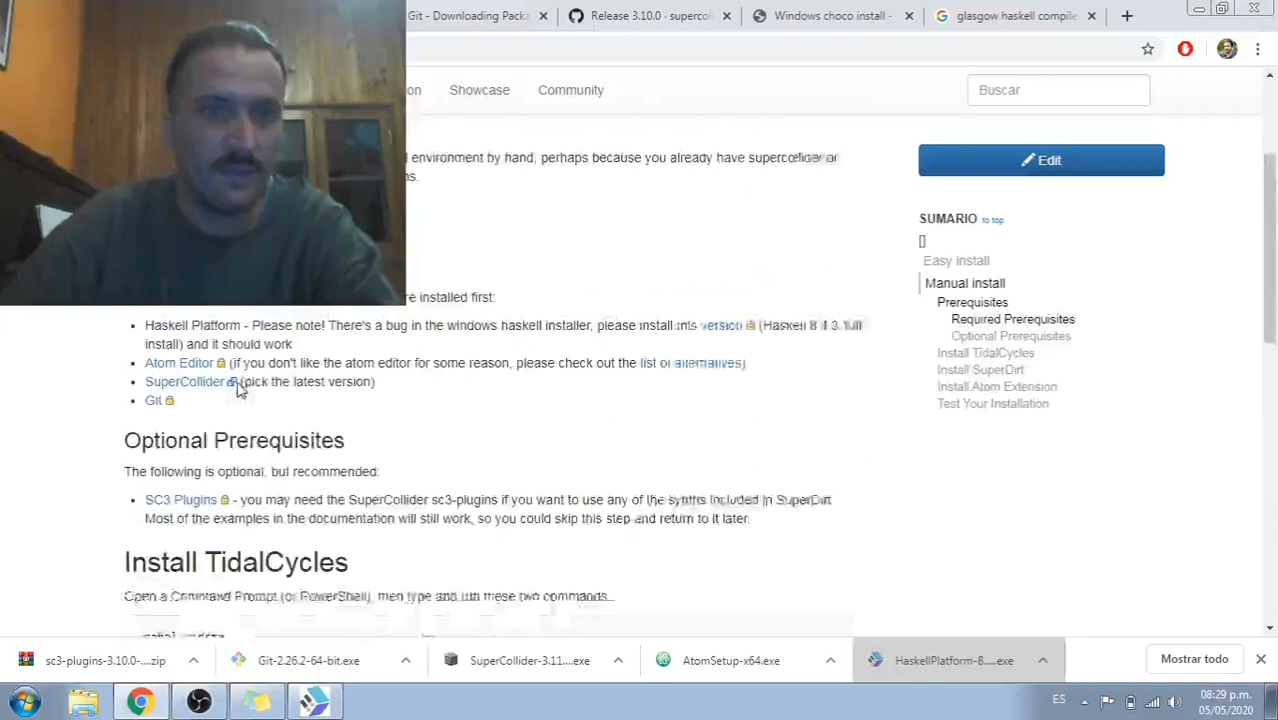 Git - Downloading Packa
Release 3.10.0 · supercol
Windows choco install -
glasgow haskell compile
on
Showcase
Community
Buscar
environment by hand, perhaps because you already have supercollider or
ns.
Edit
SUMARIO to top
[]
Easy install
Manual install
Prerequisites
Required Prerequisites
Optional Prerequisites
Install TidalCycles
Install SuperDirt
Install Atom Extension
Test Your Installation
re installed first:
Haskell Platform - Please note! There's a bug in the windows haskell installer, please install this version (Haskell 8.4.3 full
install) and it should work
Atom Editor (if you don't like the atom editor for some reason, please check out the list of alternatives)
SuperCollider (pick the latest version)
Git
Optional Prerequisites
The following is optional, but recommended:
SC3 Plugins - you may need the SuperCollider sc3-plugins if you want to use any of the synths included in SuperDirt
Most of the examples in the documentation will still work, so you could skip this step and return to it later.
Install TidalCycles
Open a Command Prompt (or PowerShell), then type and run these two commands
sc3-plugins-3.10.0-....zip
Git-2.26.2-64-bit.exe
SuperCollider-3.11....exe
AtomSetup-x64.exe
HaskellPlatform-8.....exe
Mostrar todo
ES
08:29 p.m.
05/05/2020